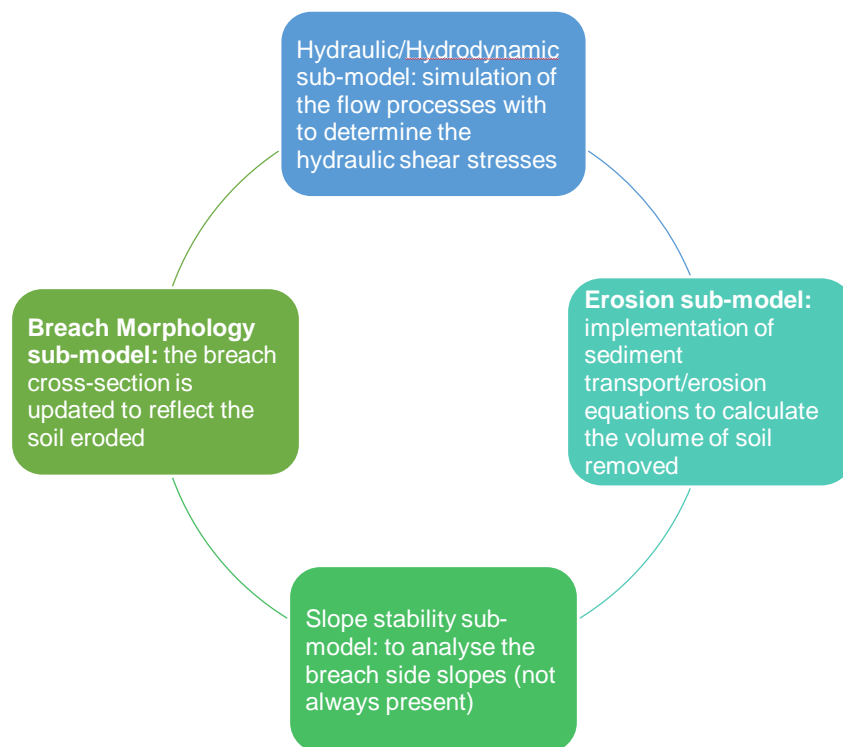 Hydraulic/Hydrodynamic
sub-model: simulation of
the flow processes with
to determine the
hydraulic shear stresses
Erosion sub-model:
implementation of
sediment
transport/erosion
equations to calculate
the volume of soil
removed
Breach Morphology
sub-model: the breach
cross-section is
updated to reflect the
soil eroded
Slope stability sub-
model: to analyse the
breach side slopes (not
always present)